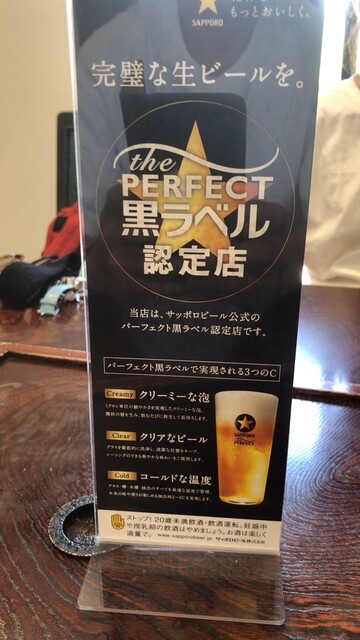 SAPPORO
もっとおいしく。
完璧な生ビールを。
the
PERFECT
黒ラベル
認定店
当店は、サッポロビール公式の
パーフェクト黒ラベル認定店です。
パーフェクト黒ラベルで実現される3つのC
Creamy クリーミーな泡
Clear クリアなビール
Cold コールドな温度
SAPPORO
PERFECT
ストップ!20歳未満飲酒・飲酒運転。妊娠中
や授乳期の飲酒はやめましょう。お酒は楽しく
適量で。 www.sapporobeer.jp サッポロビール株式会社